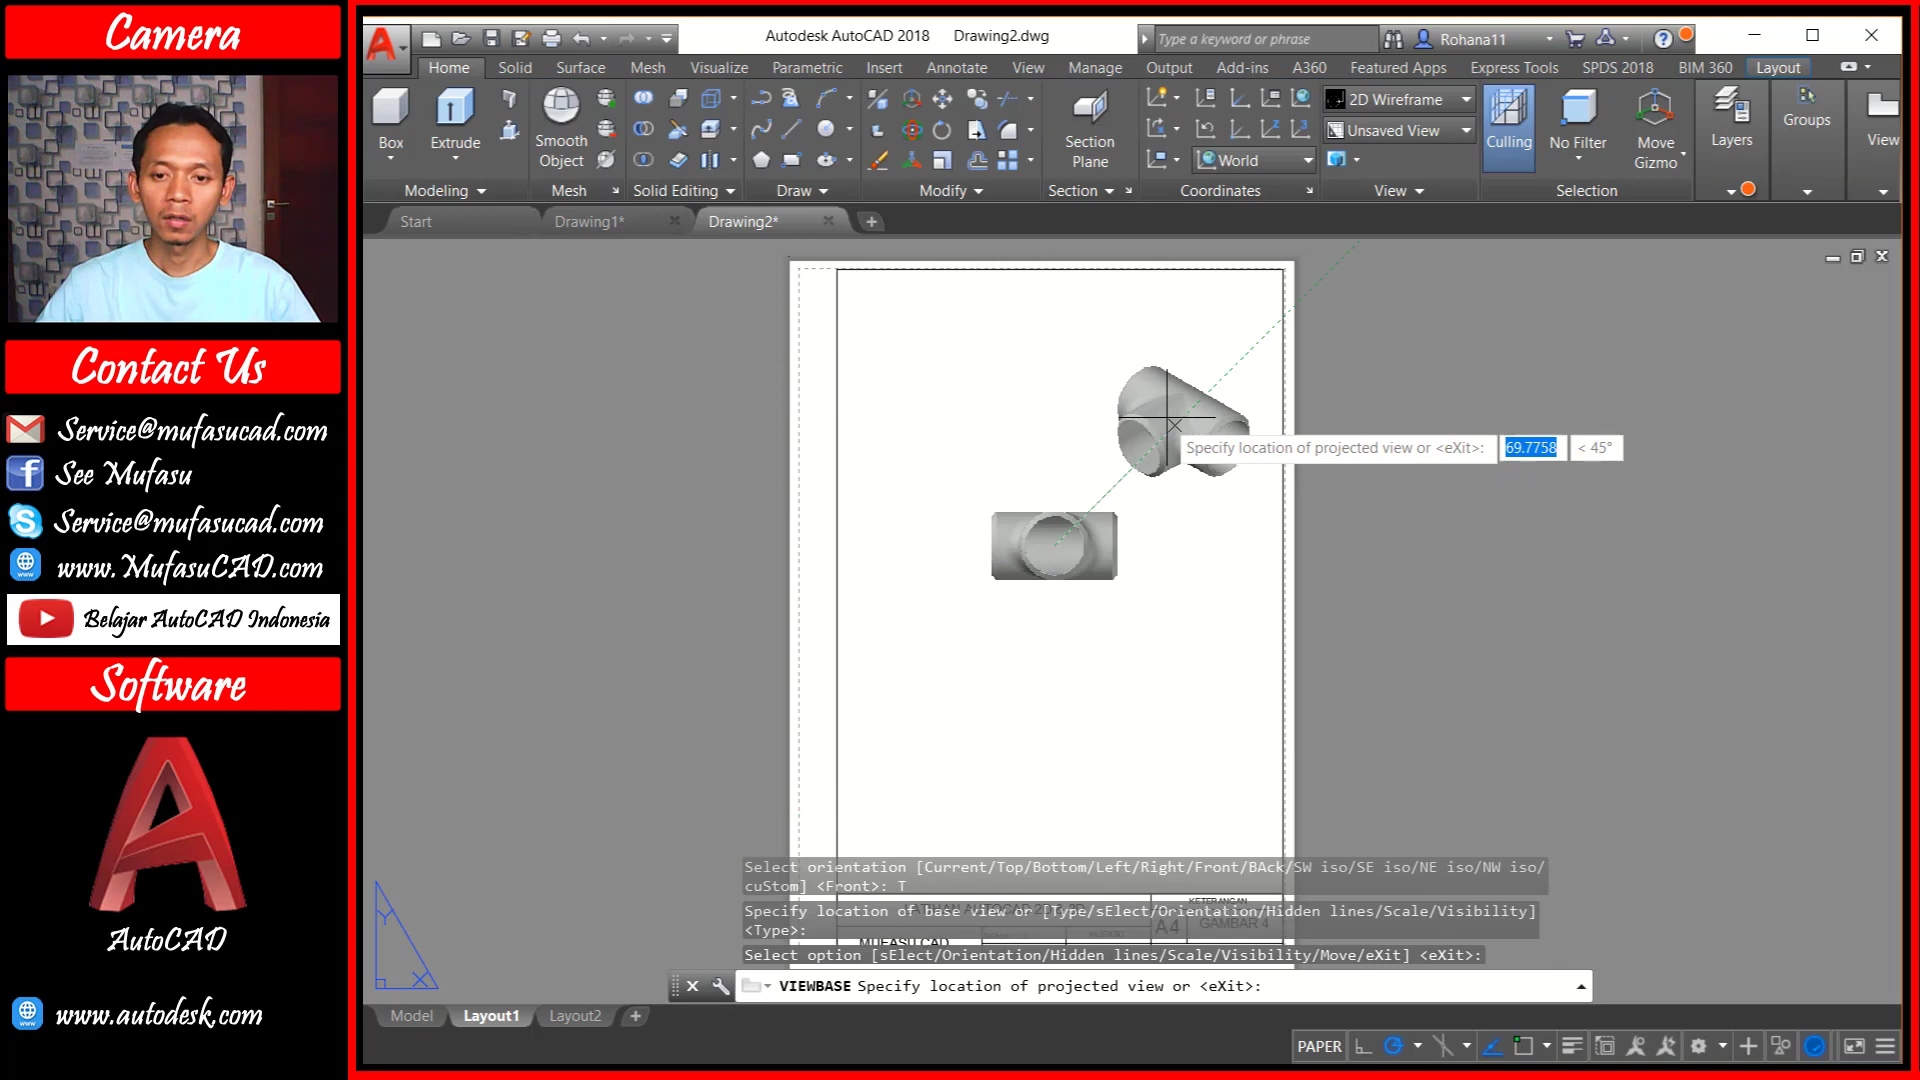 Camera
Contact Us
Service@mufasucad.com
See Mufasu
Service@mufasucad.com
www.MufasuCAD.com
Belajar AutoCAD Indonesia
Software
AutoCAD
www.autodesk.com
Autodesk AutoCAD 2018 Drawing2.dwg
Type a keyword or phrase
Rohana11
Home Solid Surface Mesh Visualize Parametric Insert Annotate View Manage Output Add-ins A360 Featured Apps Express Tools SPDS 2018 BIM 360 Layout
Box
Extrude
Smooth Object
Section Plane
2D Wireframe
Unsaved View
World
Culling
No Filter
Move Gizmo
Layers
Groups
View
Modeling Mesh Solid Editing Draw Modify Section Coordinates View Selection
Start Drawing1* Drawing2*
Specify location of projected view or <eXit>: 69.7758 < 45°
Select orientation [Current/Top/Bottom/Left/Right/Front/BAck/SW iso/SE iso/NE iso/NW iso/
cuStom] <Front>: T
KETERANGAN
Specify location of base view or [Type/sElect/Orientation/Hidden lines/Scale/Visibility]
<Type>:
A4
GAMBAR 4
MUFASU CAD
Select option [sElect/Orientation/Hidden lines/Scale/Visibility/Move/eXit] <eXit>:
VIEWBASE Specify location of projected view or <eXit>:
Y
X
Model Layout1 Layout2
PAPER